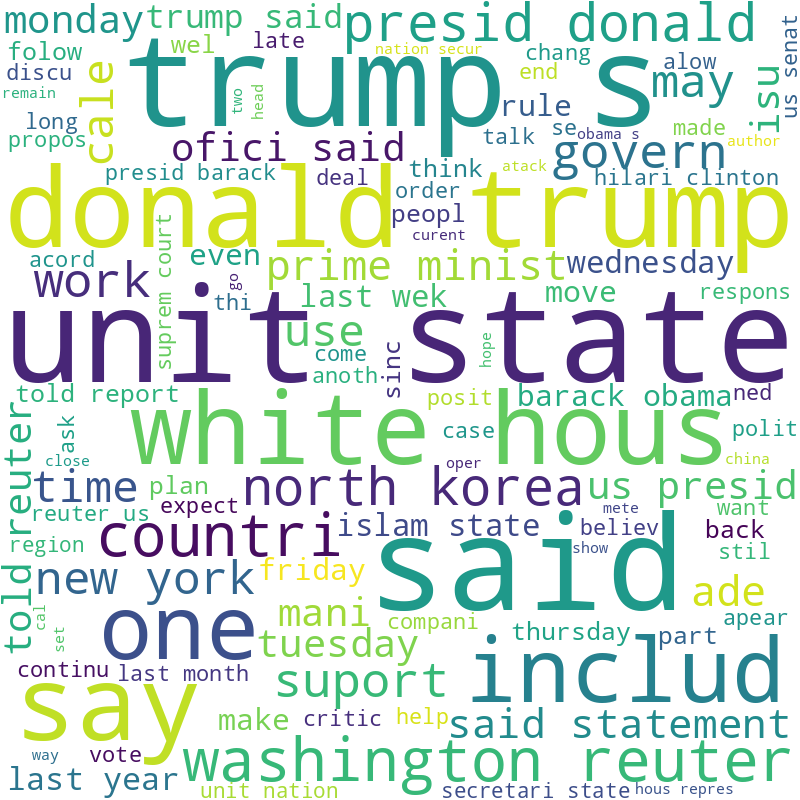 monday
trump said
presid donald
folow
wel
late
nation secur
chang
us senat
discu
remain
cale
trump s
two
head
end
may
alow
isu
long
propos
rule
se
obama s
made
author
talk
ofici said
govern
presid barack
deal
think
atack
hilari clinton
order
donald trump
peopl
curent
suprem court
acord
even
prime minist
wednesday
work
thi
go
last wek
move
respons
unit state
use
come
anoth
sinc
hope
told report
white hous
barack obama
ned
posit
told reuter
ask
case
polit
close
time
plan
north korea
oper
us presid
china
reuter us
expect
countri
islam state
mete
believ
want
back
region
show
stil
said
new york
friday
ade
cal
set
one
mani
compani
thursday
part
apear
tuesday
continu
last month
suport
includ
say
make
critic
help
said statement
way
vote
washington reuter
last year
unit nation
secretari state
hous repres